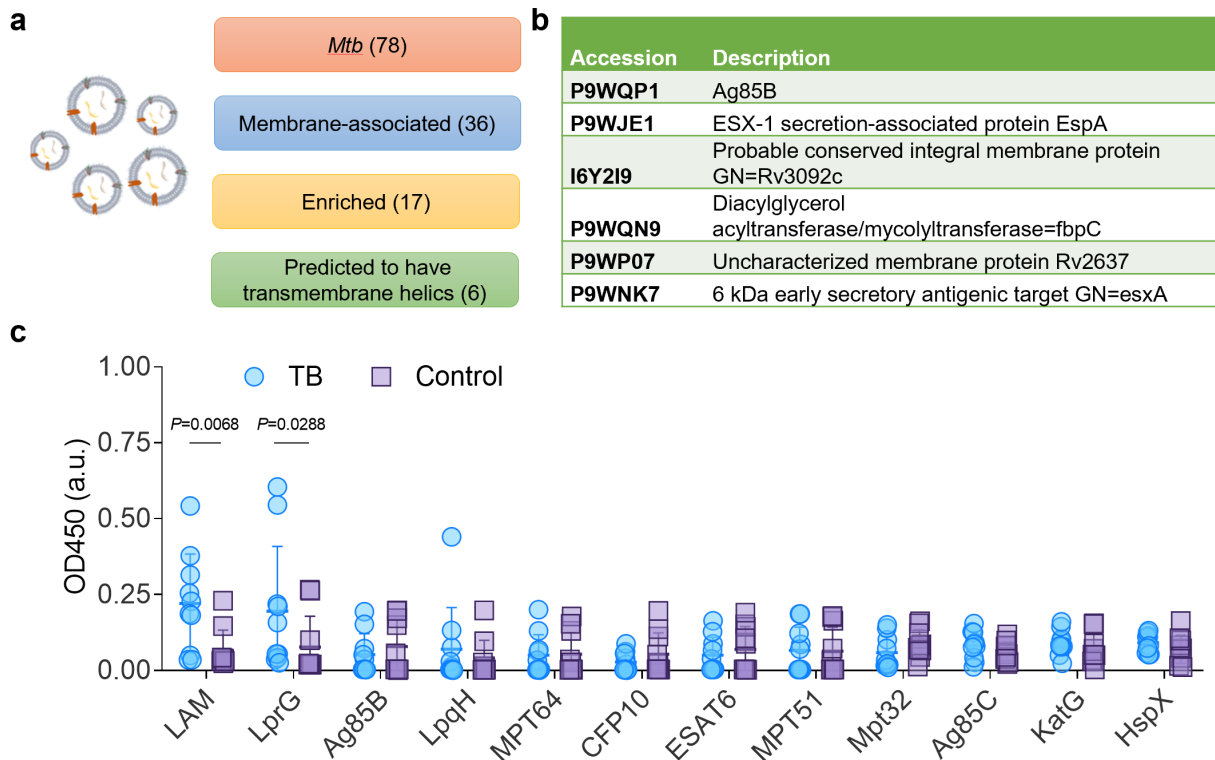 a
Mtb (78)
Membrane-associated (36)
Enriched (17)
Predicted to have
transmembrane helics (6)
b
Accession Description
P9WQP1 Ag85B
P9WJE1 ESX-1 secretion-associated protein EspA
Probable conserved integral membrane protein
I6Y2I9 GN=Rv3092c
Diacylglycerol
P9WQN9 acyltransferase/mycolyltransferase=fbpC
P9WP07 Uncharacterized membrane protein Rv2637
P9WNK7 6 kDa early secretory antigenic target GN=esxA
c
OD450 (a.u.)
1.00
0.75
0.50
0.25
0.00
TB Control
P=0.0068 P=0.0288
LAM LprG Ag85B LpqH MPT64 CFP10 ESAT6 MPT51 Mpt32 Ag85C KatG HspX